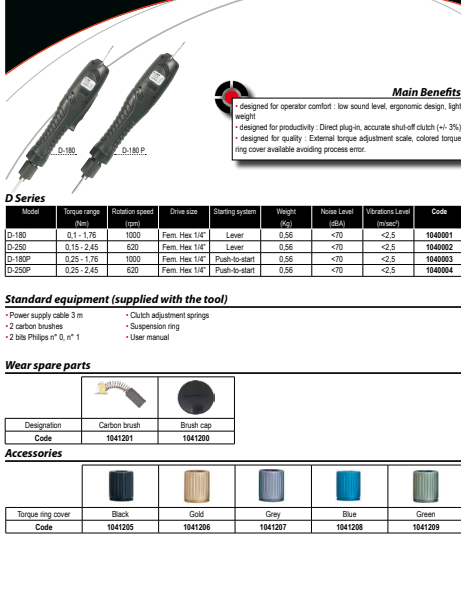 D-180
D-180 P
Main Benefits
• designed for operator comfort : low sound level, ergonomic design, light
weight
• designed for productivity : Direct plug-in, accurate shut-off clutch (+/- 3%)
• designed for quality : External torque adjustment scale, colored torque
ring cover available avoiding process error.
D Series
Model Torque range Rotation speed Drive size Starting system Weight Noise Level Vibrations Level Code
(Nm) (rpm) (Kg) (dBA) (m/sec²)
D-180 0,1 - 1,76 1000 Fem. Hex 1/4" Lever 0,56 <70 <2,5 1040001
D-250 0,15 - 2,45 620 Fem. Hex 1/4" Lever 0,56 <70 <2,5 1040002
D-180P 0,25 - 1,76 1000 Fem. Hex 1/4" Push-to-start 0,56 <70 <2,5 1040003
D-250P 0,25 - 2,45 620 Fem. Hex 1/4" Push-to-start 0,56 <70 <2,5 1040004
Standard equipment (supplied with the tool)
• Power supply cable 3 m
• 2 carbon brushes
• 2 bits Philips n° 0, n° 1
• Clutch adjustment springs
• Suspension ring
• User manual
Wear spare parts
Designation Carbon brush Brush cap
Code 1041201 1041200
Accessories
Torque ring cover Black Gold Grey Blue Green
Code 1041205 1041206 1041207 1041208 1041209